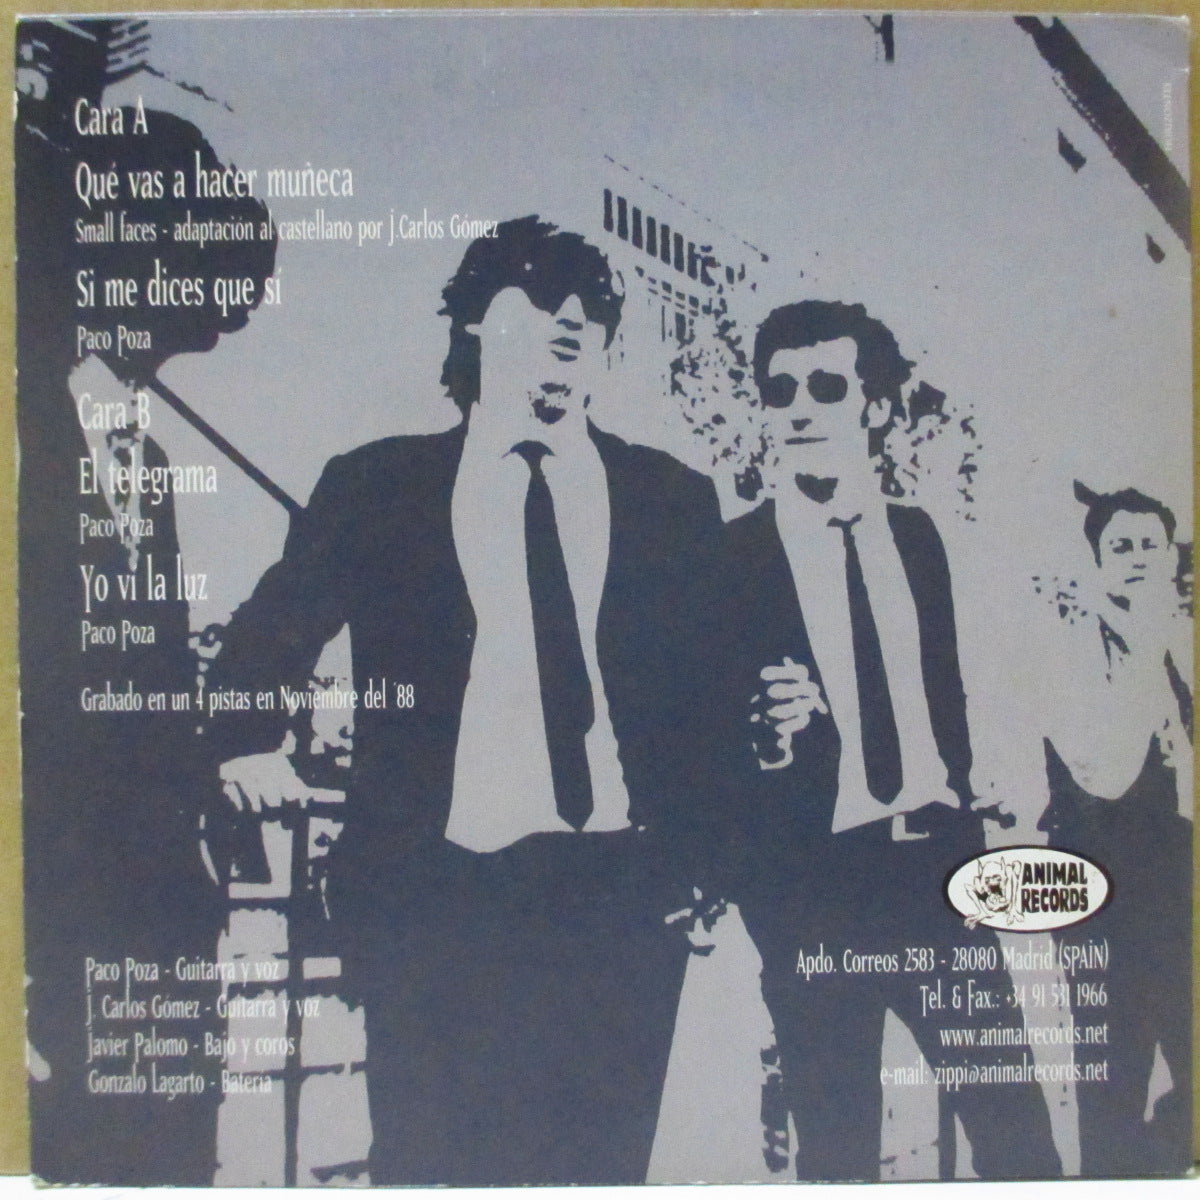 Cara A
Qué vas a hacer muñeca
Small faces - adaptación al castellano por J.Carlos Gómez
Si me dices que sí
Paco Poza
Cara B
El telegrama
Paco Poza
Yo ví la luz
Paco Poza
Grabado en un 4 pistas en Noviembre del '88
Paco Poza - Guitarra y voz
J. Carlos Gómez - Guitarra y voz
Javier Palomo - Bajo y coros
Gonzalo Lagarto - Batería
ANIMAL
RECORDS
Apdo. Correos 2583 - 28080 Madrid (SPAIN)
Tel. & Fax.: +34 91 531 1966
www.animalrecords.net
e-mail: zippi@animalrecords.net